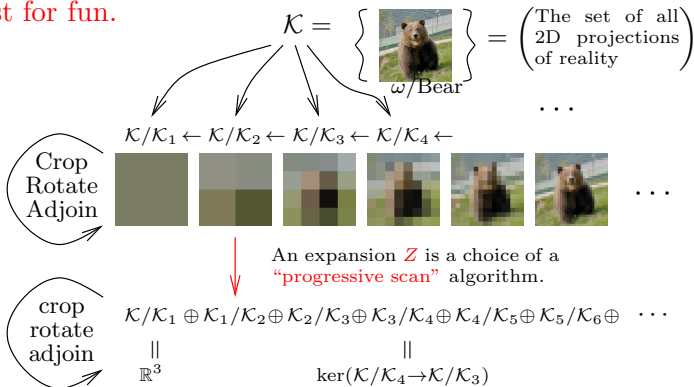 st for fun.
𝒦 = { ω/Bear } = (The set of all
2D projections
of reality)
. . .
𝒦/𝒦₁ ← 𝒦/𝒦₂ ← 𝒦/𝒦₃ ← 𝒦/𝒦₄ ←
Crop
Rotate
Adjoin
. . .
An expansion Z is a choice of a
“progressive scan” algorithm.
crop
rotate
adjoin
𝒦/𝒦₁ ⊕ 𝒦₁/𝒦₂ ⊕ 𝒦₂/𝒦₃ ⊕ 𝒦₃/𝒦₄ ⊕ 𝒦₄/𝒦₅ ⊕ 𝒦₅/𝒦₆ ⊕ . . .
|| ||
ℝ³ ker(𝒦/𝒦₄→𝒦/𝒦₃)